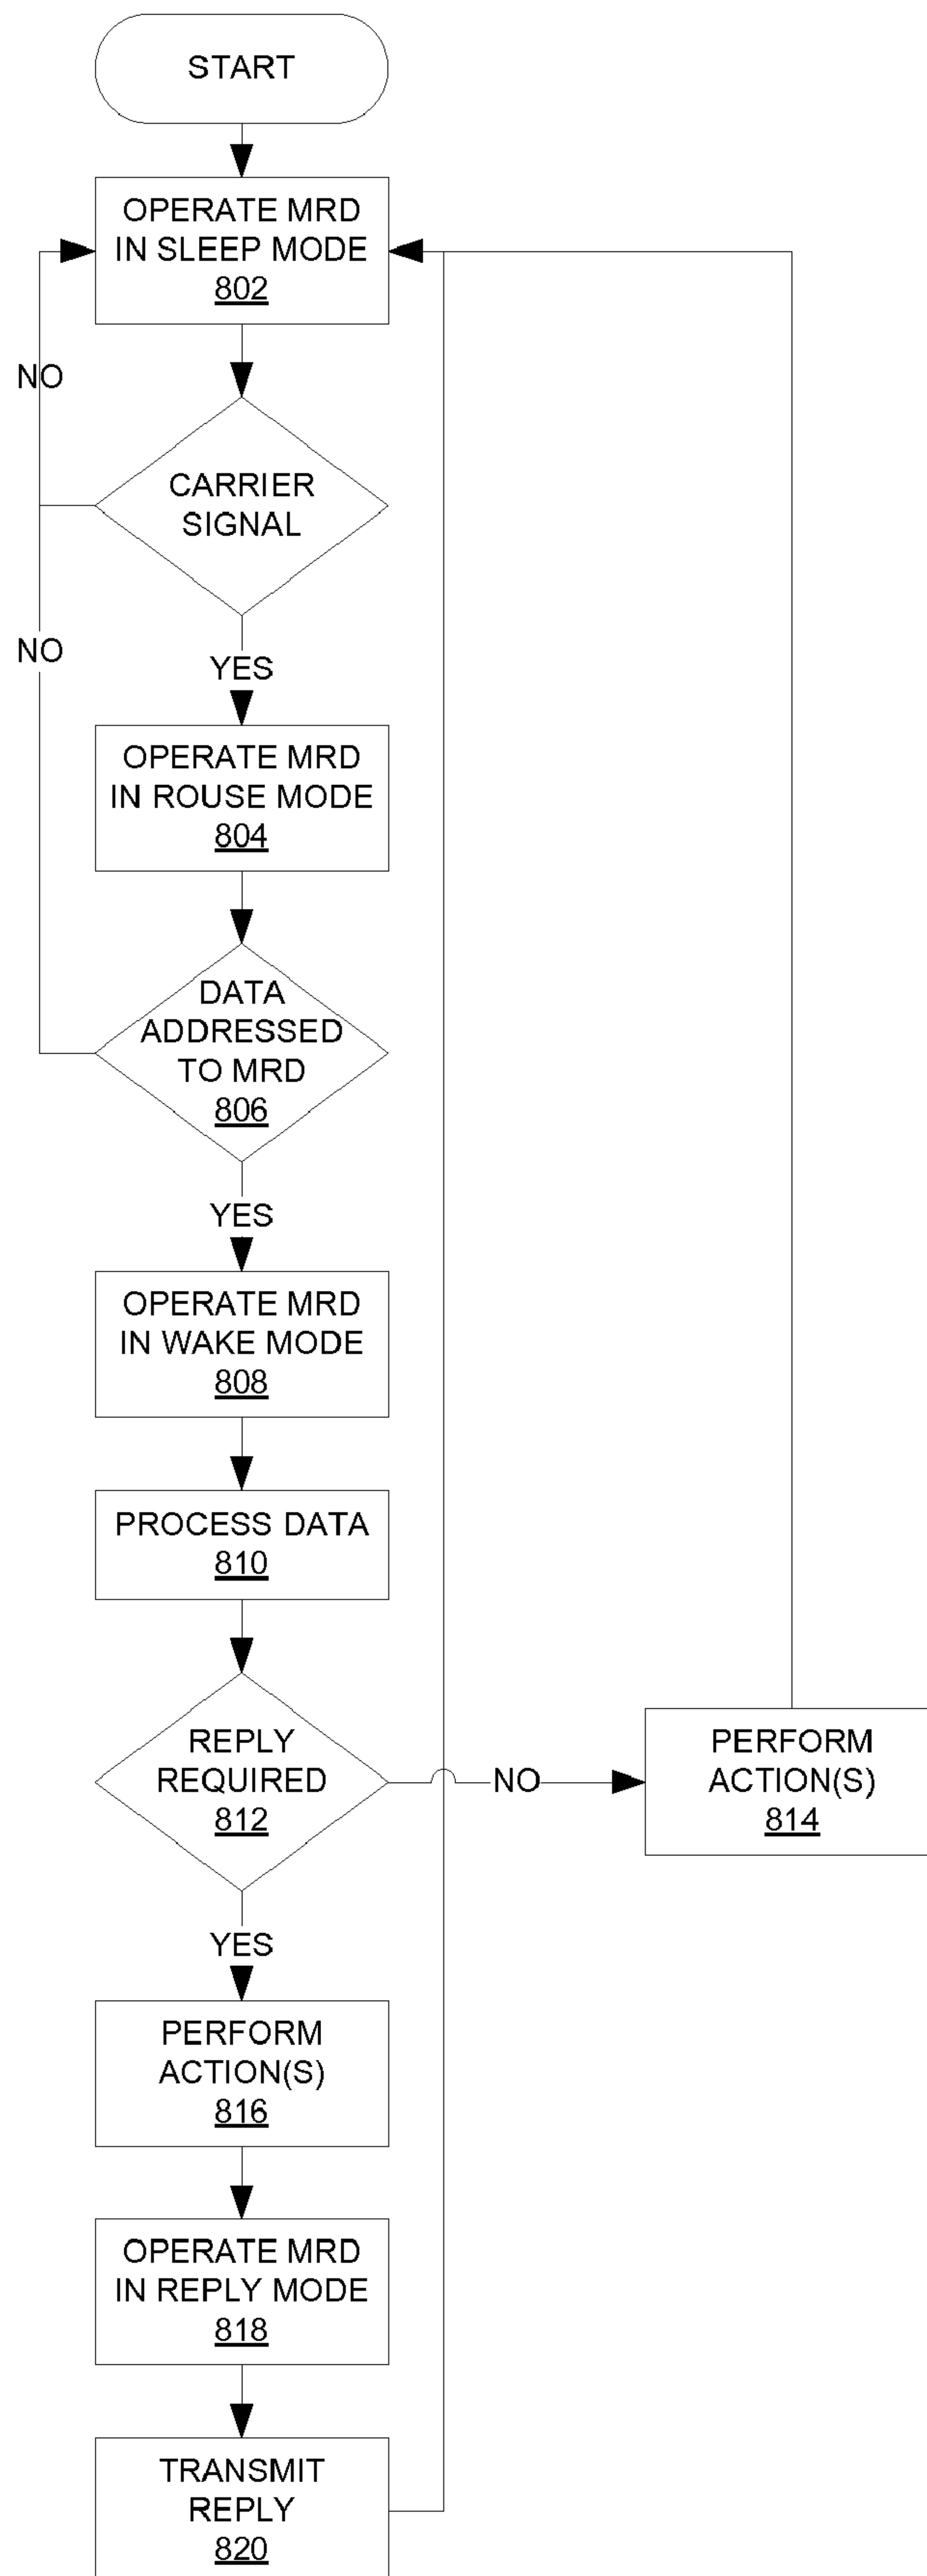 START
OPERATE MRD
IN SLEEP MODE
802
NO
CARRIER
SIGNAL
NO
YES
OPERATE MRD
IN ROUSE MODE
804
DATA
ADDRESSED
TO MRD
806
YES
OPERATE MRD
IN WAKE MODE
808
PROCESS DATA
810
REPLY
REQUIRED
812
NO
PERFORM
ACTION(S)
814
YES
PERFORM
ACTION(S)
816
OPERATE MRD
IN REPLY MODE
818
TRANSMIT
REPLY
820